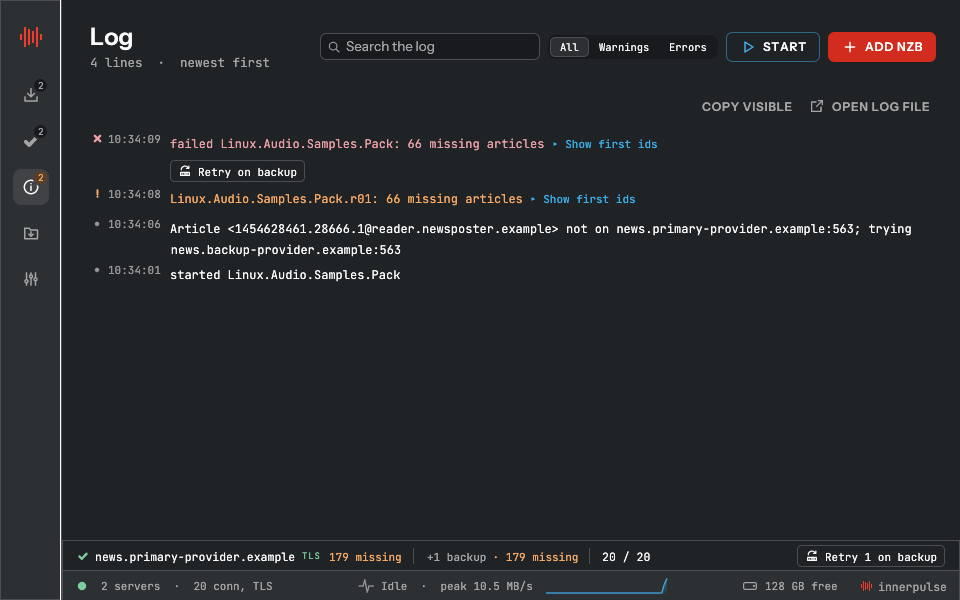 Log
4 lines · newest first
Search the log
All Warnings Errors
START
ADD NZB
2
2
2
COPY VISIBLE
OPEN LOG FILE
10:34:09 failed Linux.Audio.Samples.Pack: 66 missing articles ▸ Show first ids
Retry on backup
! 10:34:08 Linux.Audio.Samples.Pack.r01: 66 missing articles ▸ Show first ids
10:34:06 Article <1454628461.28666.1@reader.newsposter.example> not on news.primary-provider.example:563; trying
news.backup-provider.example:563
10:34:01 started Linux.Audio.Samples.Pack
news.primary-provider.example TLS 179 missing +1 backup · 179 missing 20 / 20 Retry 1 on backup
2 servers · 20 conn, TLS Idle · peak 10.5 MB/s 128 GB free innerpulse